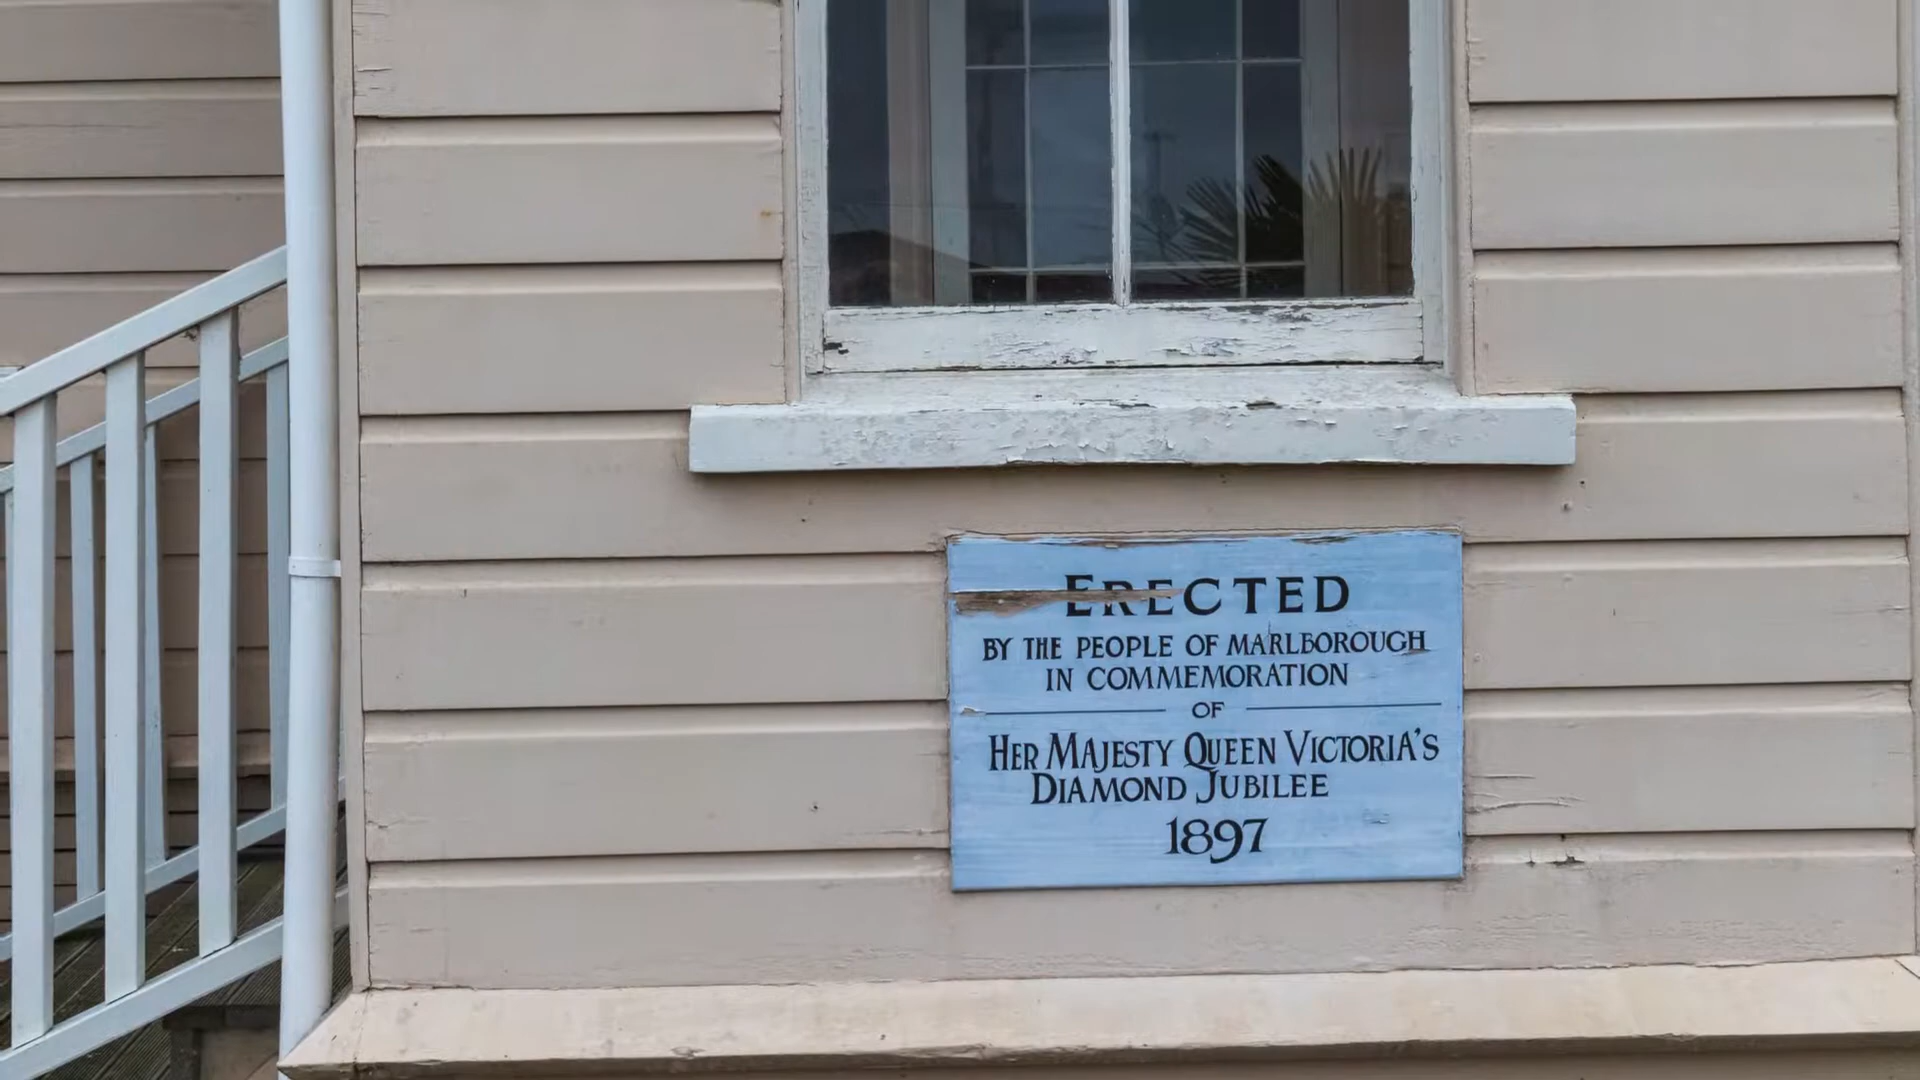 ERECTED
BY THE PEOPLE OF MARLBOROUGH
IN COMMEMORATION
OF
HER MAJESTY QUEEN VICTORIA'S
DIAMOND JUBILEE
1897